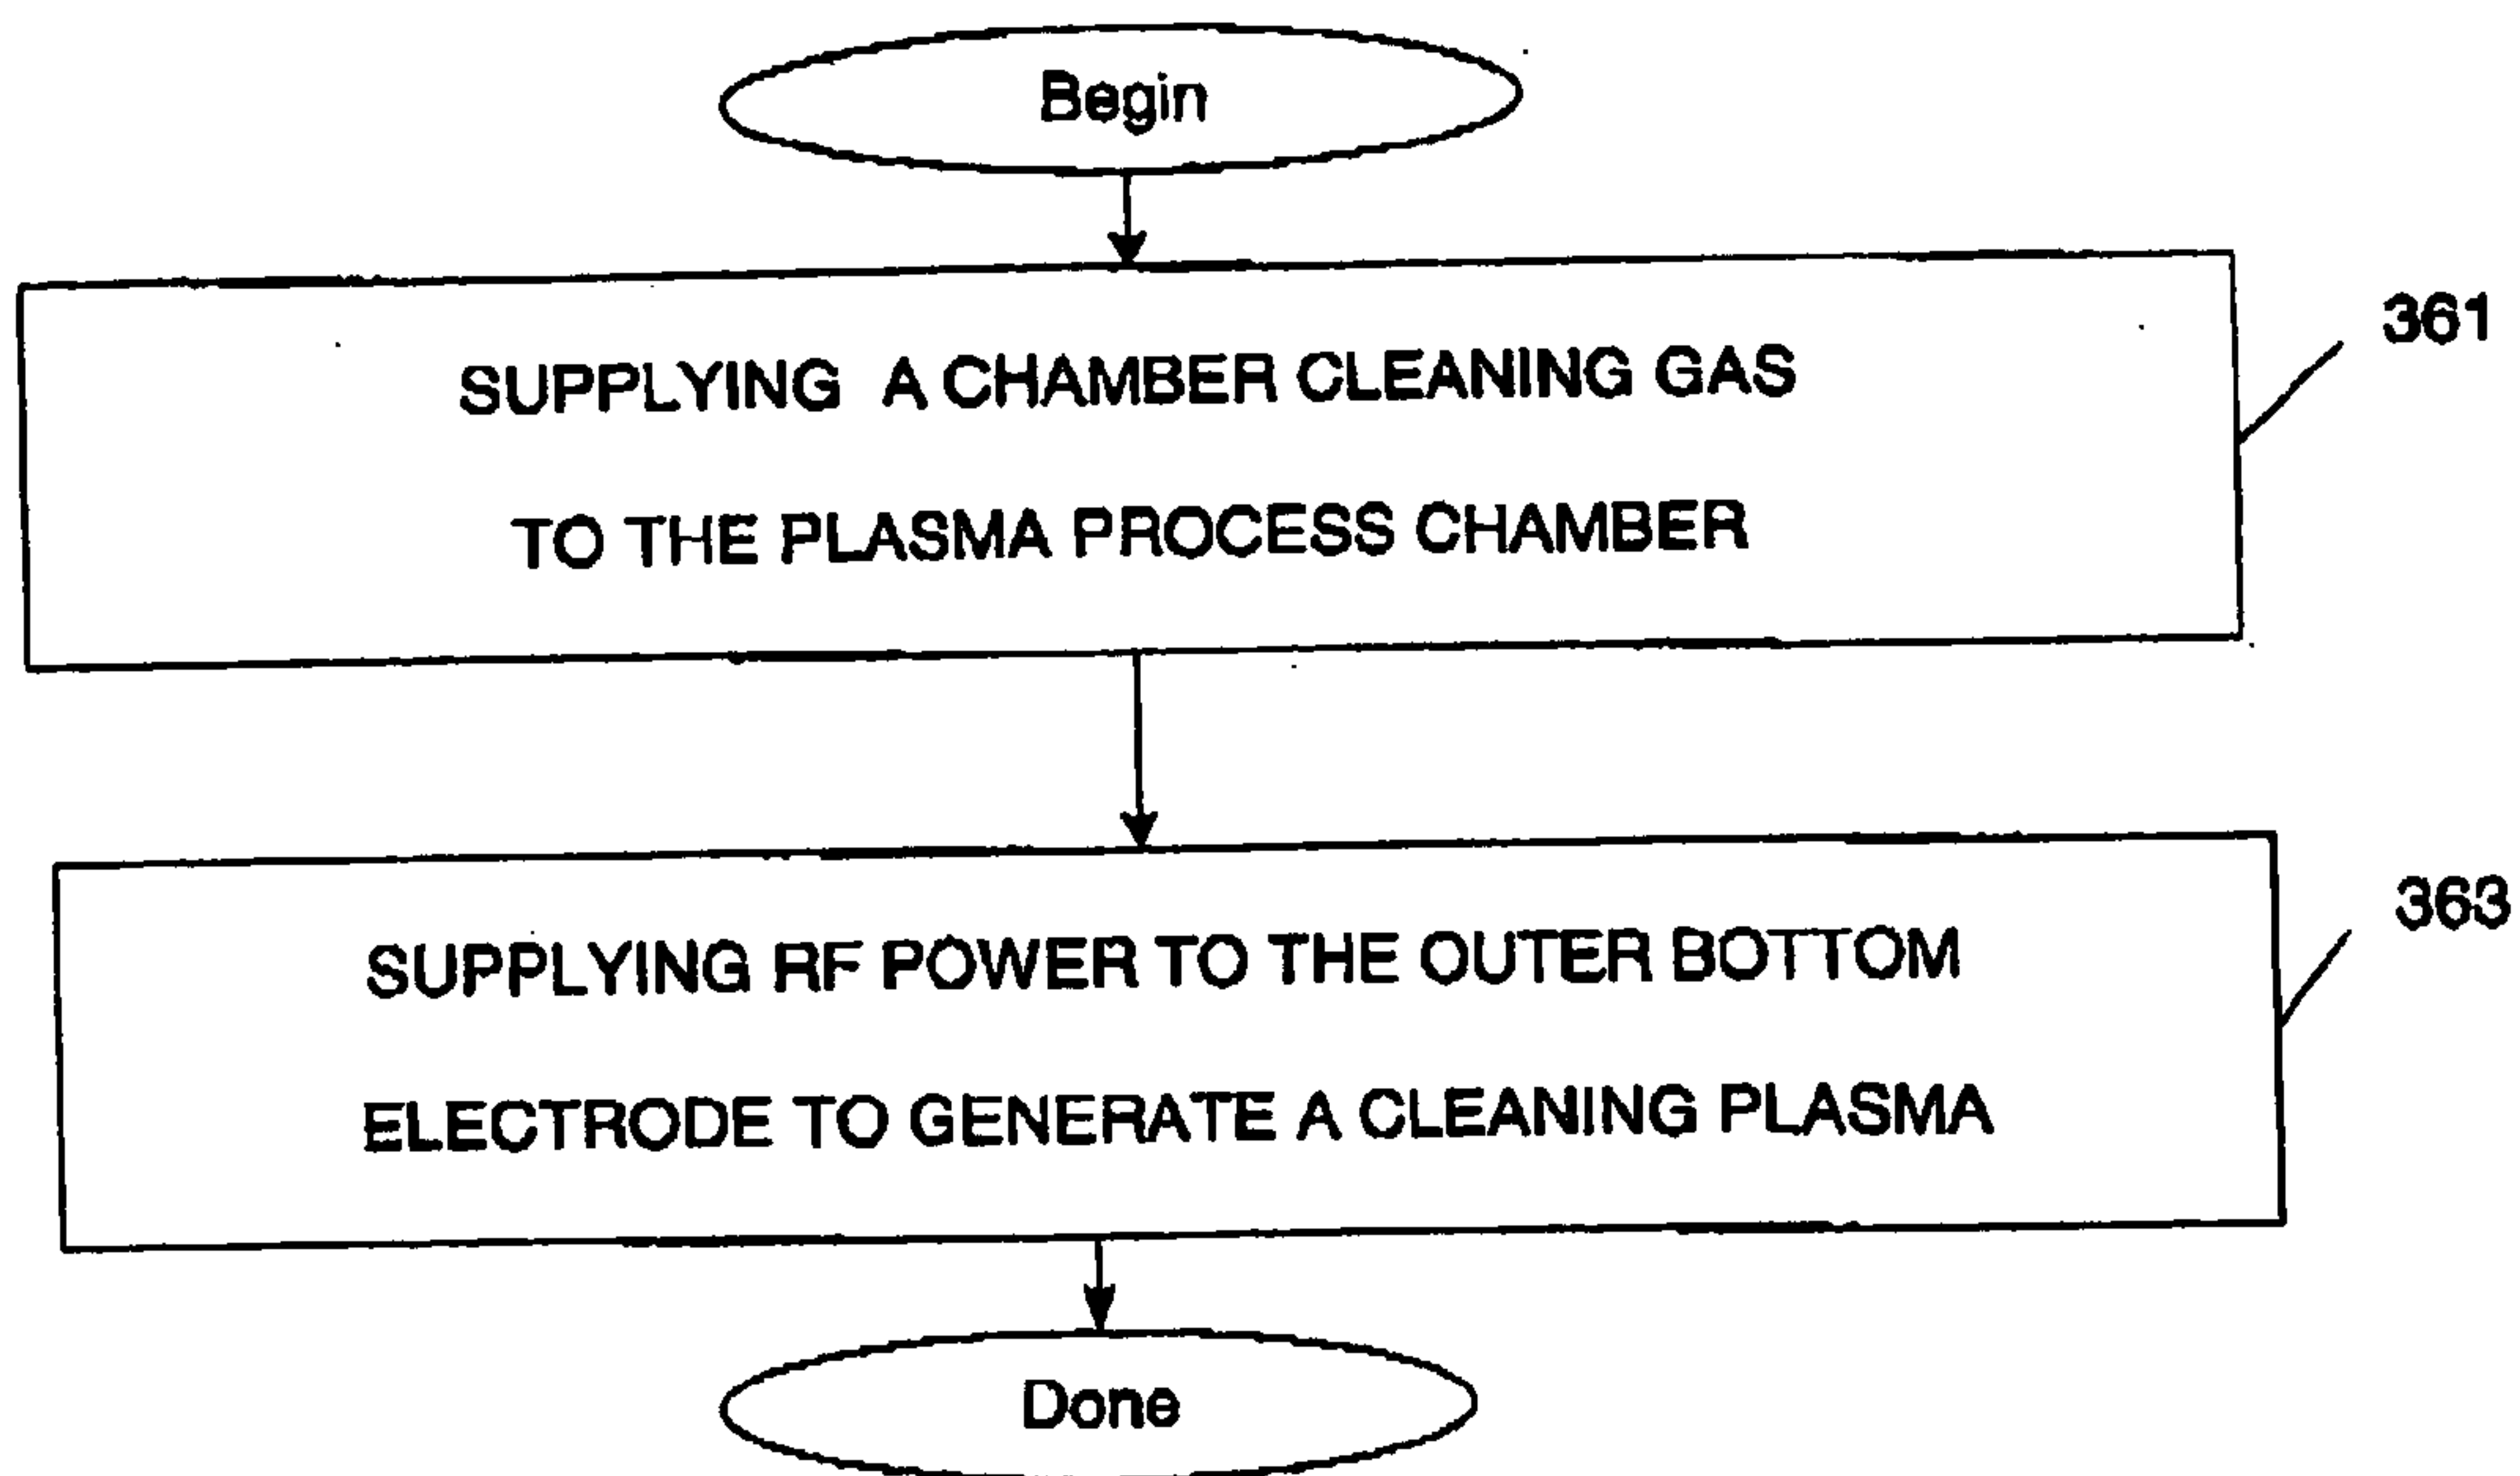 Begin
361
SUPPLYING A CHAMBER CLEANING GAS
TO THE PLASMA PROCESS CHAMBER
363
SUPPLYING RF POWER TO THE OUTER BOTTOM
ELECTRODE TO GENERATE A CLEANING PLASMA
Done